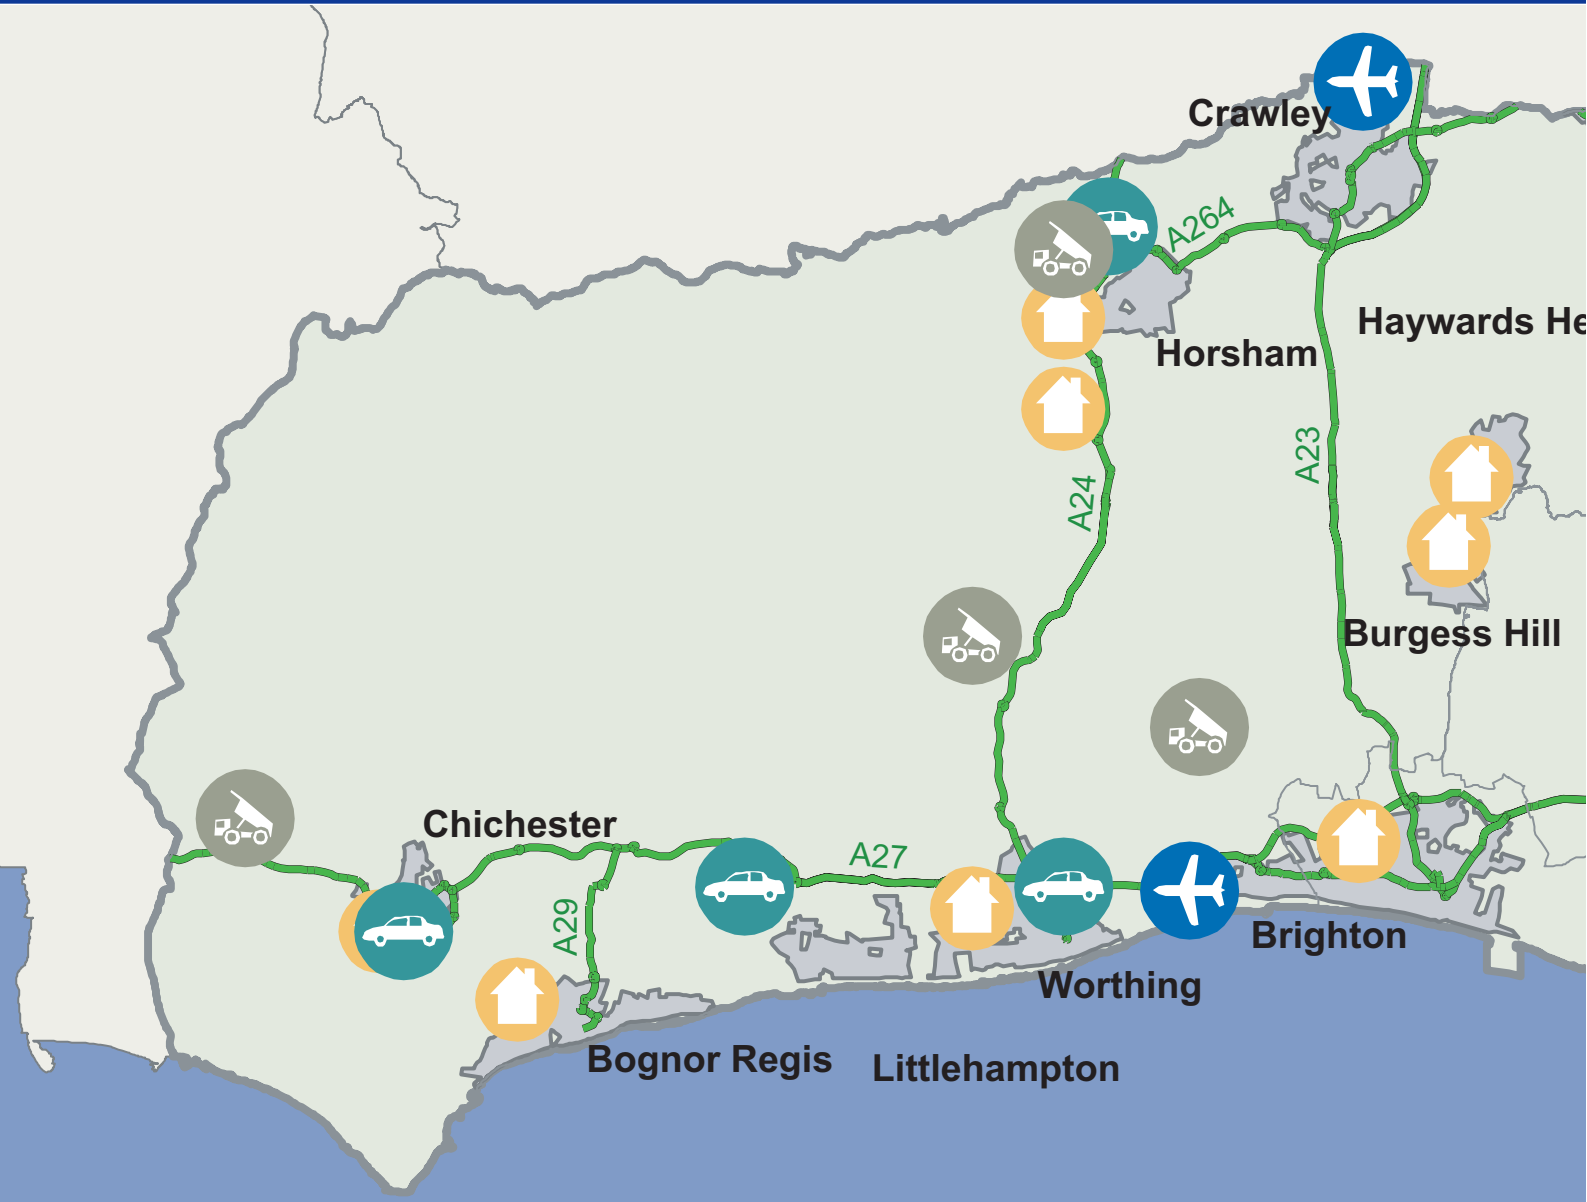 Crawley
A264
Haywards He
Horsham
A23
A24
Burgess Hill
Chichester
A27
A29
Brighton
Worthing
Bognor Regis
Littlehampton